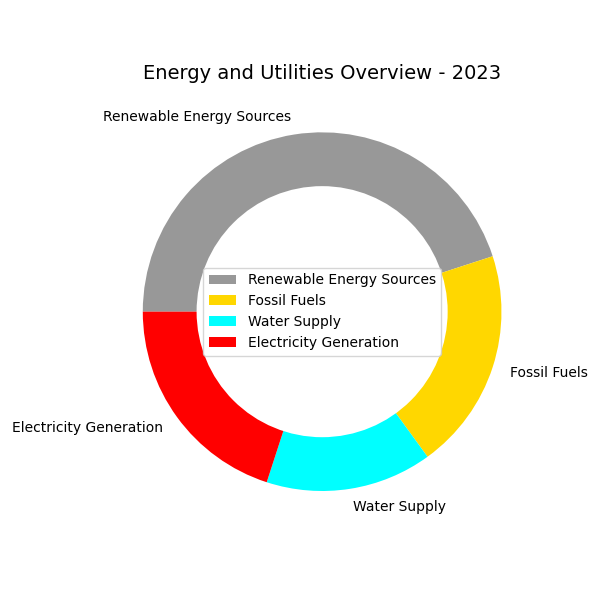 Energy and Utilities Overview - 2023
Renewable Energy Sources
Renewable Energy Sources
Fossil Fuels
Water Supply
Electricity Generation
Fossil Fuels
Electricity Generation
Water Supply